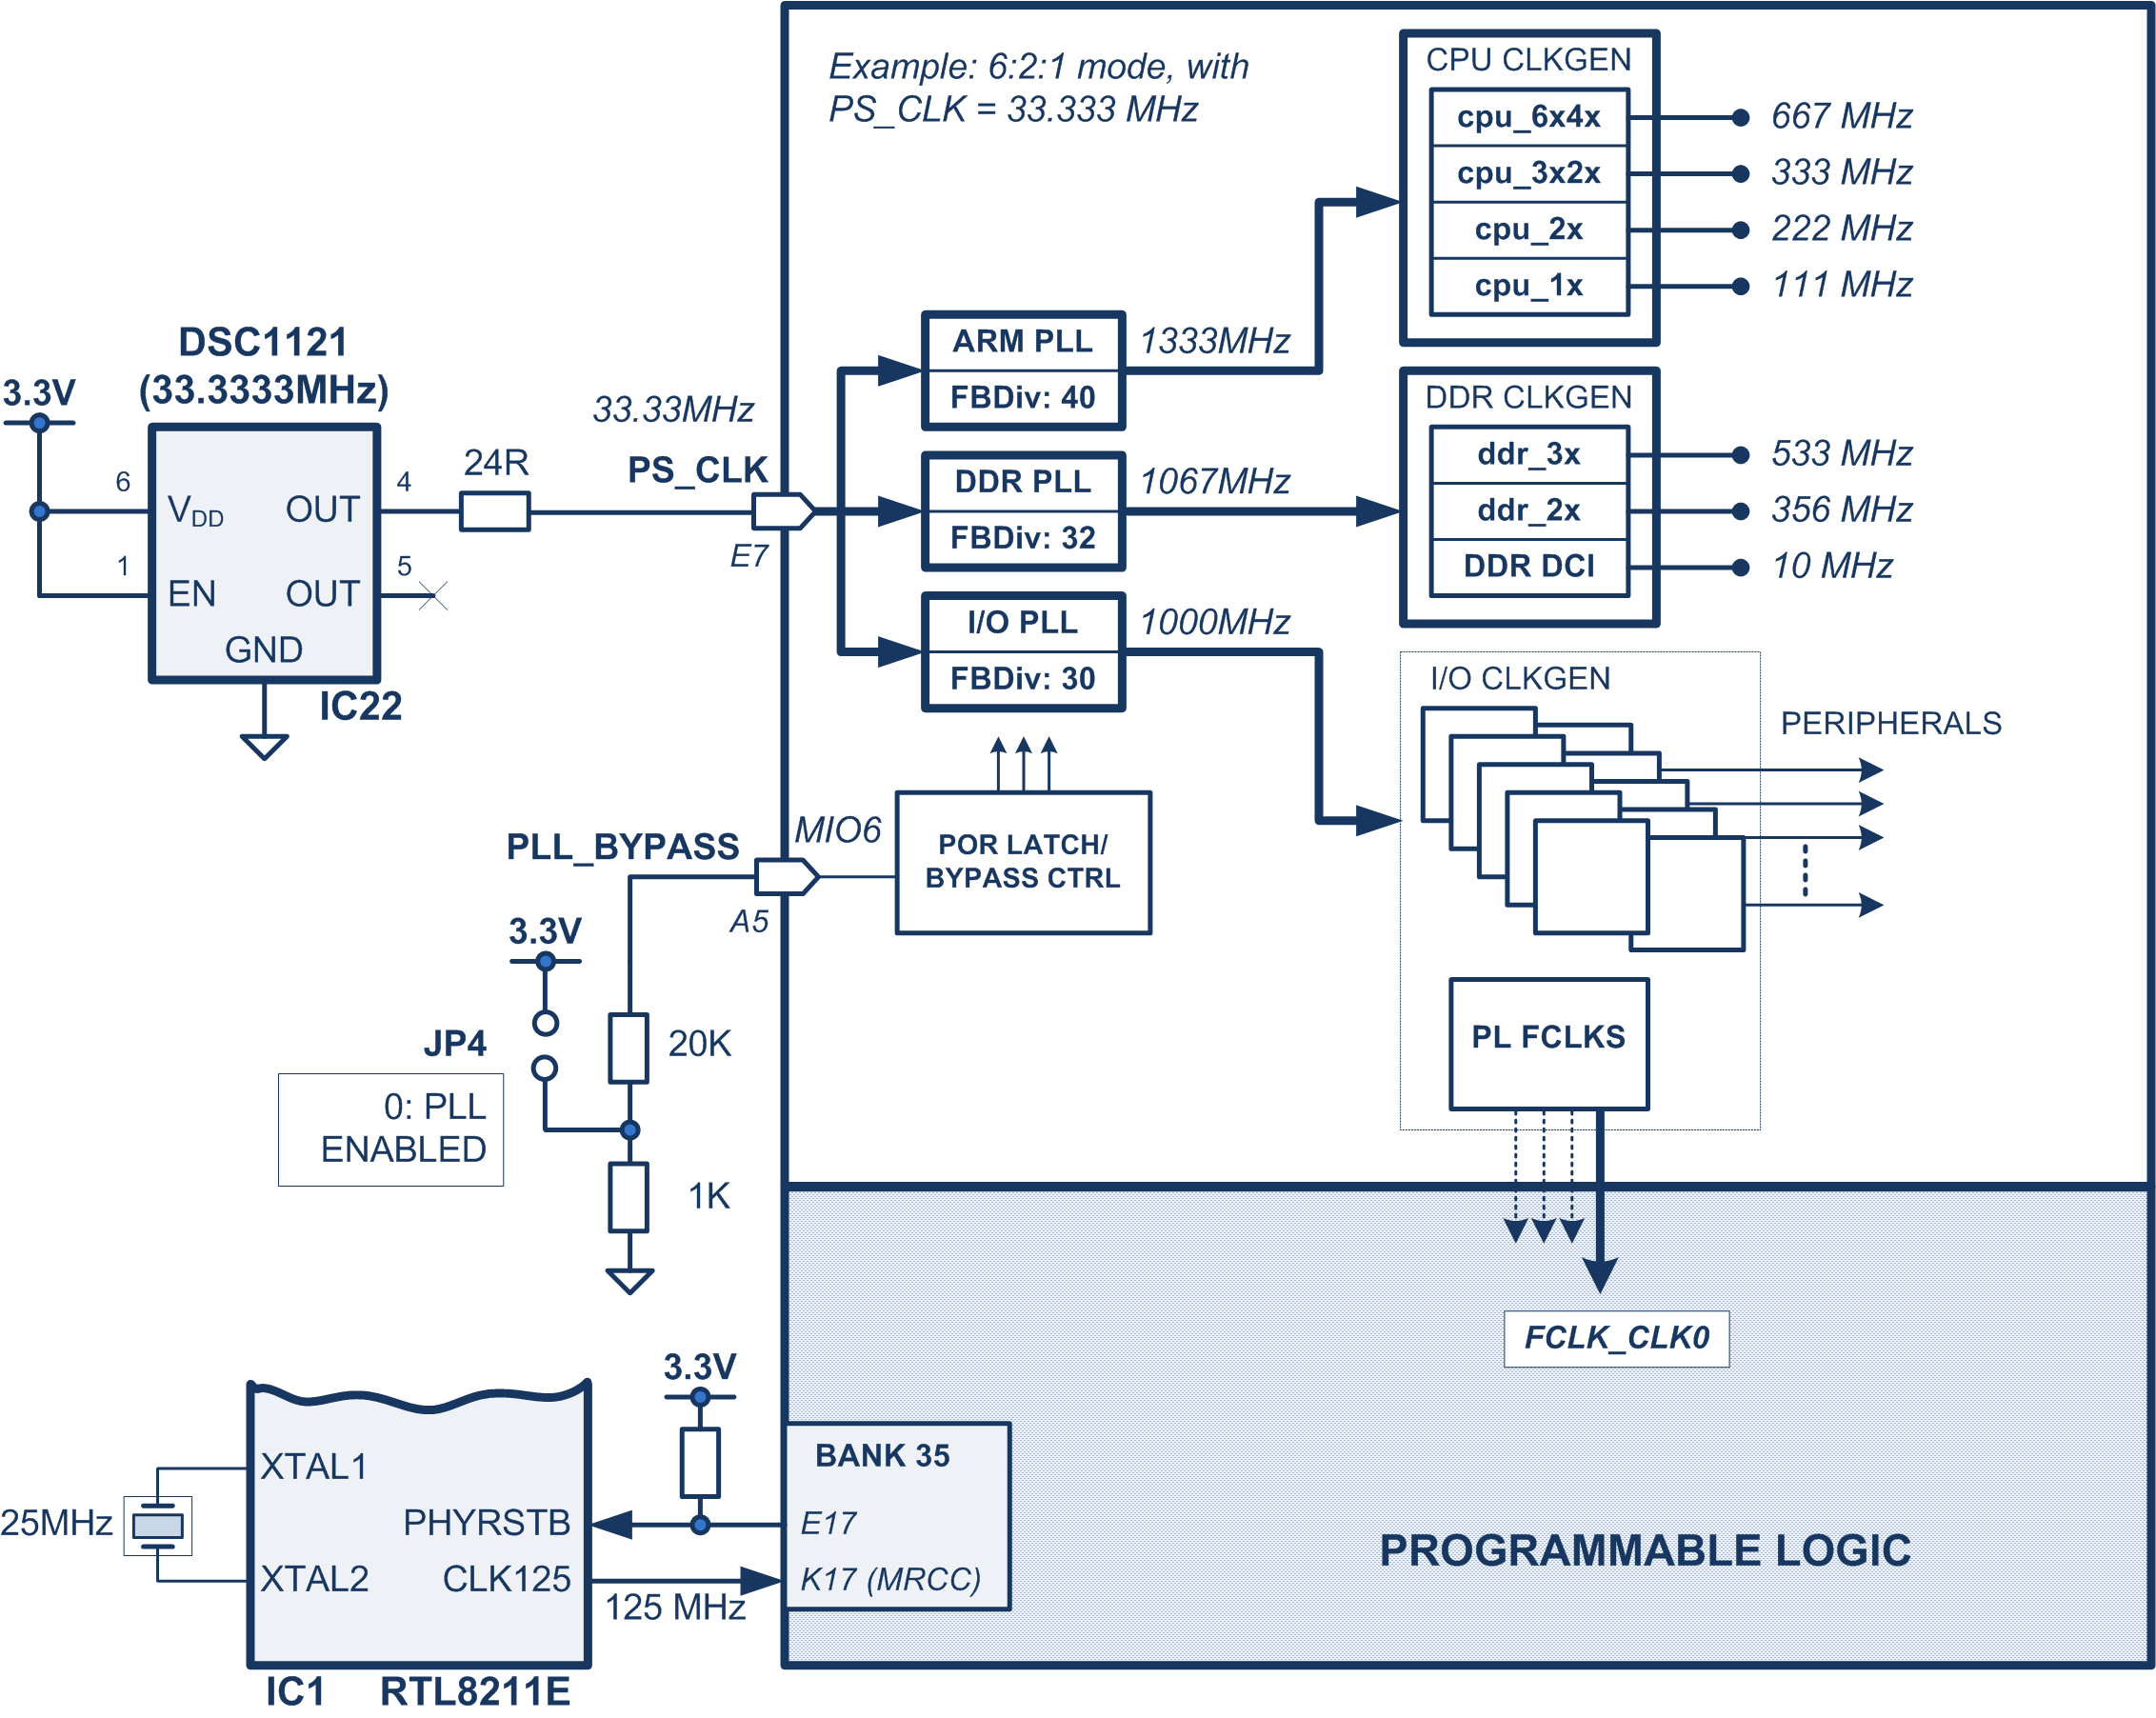 Example: 6:2:1 mode, with
PS_CLK = 33.333 MHz
CPU CLKGEN
cpu_6x4x
667 MHz
cpu_3x2x
333 MHz
cpu_2x
222 MHz
cpu_1x
111 MHz
DSC1121
(33.3333MHz)
3.3V
6
VDD
OUT
4
1
EN
OUT
5
GND
IC22
24R
33.33MHz
PS_CLK
E7
ARM PLL
FBDiv: 40
1333MHz
DDR PLL
FBDiv: 32
1067MHz
I/O PLL
FBDiv: 30
1000MHz
DDR CLKGEN
ddr_3x
533 MHz
ddr_2x
356 MHz
DDR DCI
10 MHz
I/O CLKGEN
PERIPHERALS
PLL_BYPASS
MIO6
A5
POR LATCH/
BYPASS CTRL
3.3V
JP4
20K
0: PLL
ENABLED
1K
PL FCLKS
FCLK_CLK0
3.3V
XTAL1
25MHz
XTAL2
PHYRSTB
CLK125
125 MHz
BANK 35
E17
K17 (MRCC)
PROGRAMMABLE LOGIC
IC1
RTL8211E